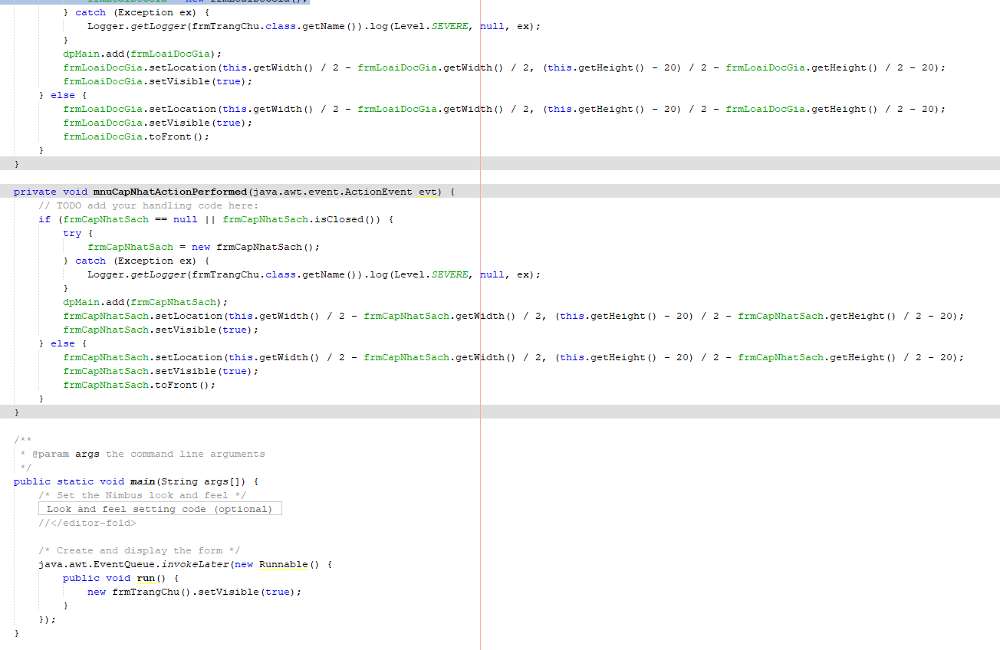 frmLoaiDocGia = new frmLoaiDocGia();
} catch (Exception ex) {
Logger.getLogger(frmTrangChu.class.getName()).log(Level.SEVERE, null, ex);
}
dpMain.add(frmLoaiDocGia);
frmLoaiDocGia.setLocation(this.getWidth() / 2 - frmLoaiDocGia.getWidth() / 2, (this.getHeight() - 20) / 2 - frmLoaiDocGia.getHeight() / 2 - 20);
frmLoaiDocGia.setVisible(true);
} else {
frmLoaiDocGia.setLocation(this.getWidth() / 2 - frmLoaiDocGia.getWidth() / 2, (this.getHeight() - 20) / 2 - frmLoaiDocGia.getHeight() / 2 - 20);
frmLoaiDocGia.setVisible(true);
frmLoaiDocGia.toFront();
}
}
private void mnuCapNhatActionPerformed(java.awt.event.ActionEvent evt) {
// TODO add your handling code here:
if (frmCapNhatSach == null || frmCapNhatSach.isClosed()) {
try {
frmCapNhatSach = new frmCapNhatSach();
} catch (Exception ex) {
Logger.getLogger(frmTrangChu.class.getName()).log(Level.SEVERE, null, ex);
}
dpMain.add(frmCapNhatSach);
frmCapNhatSach.setLocation(this.getWidth() / 2 - frmCapNhatSach.getWidth() / 2, (this.getHeight() - 20) / 2 - frmCapNhatSach.getHeight() / 2 - 20);
frmCapNhatSach.setVisible(true);
} else {
frmCapNhatSach.setLocation(this.getWidth() / 2 - frmCapNhatSach.getWidth() / 2, (this.getHeight() - 20) / 2 - frmCapNhatSach.getHeight() / 2 - 20);
frmCapNhatSach.setVisible(true);
frmCapNhatSach.toFront();
}
}
/**
* @param args the command line arguments
*/
public static void main(String args[]) {
/* Set the Nimbus look and feel */
Look and feel setting code (optional)
//</editor-fold>
/* Create and display the form */
java.awt.EventQueue.invokeLater(new Runnable() {
public void run() {
new frmTrangChu().setVisible(true);
}
});
}